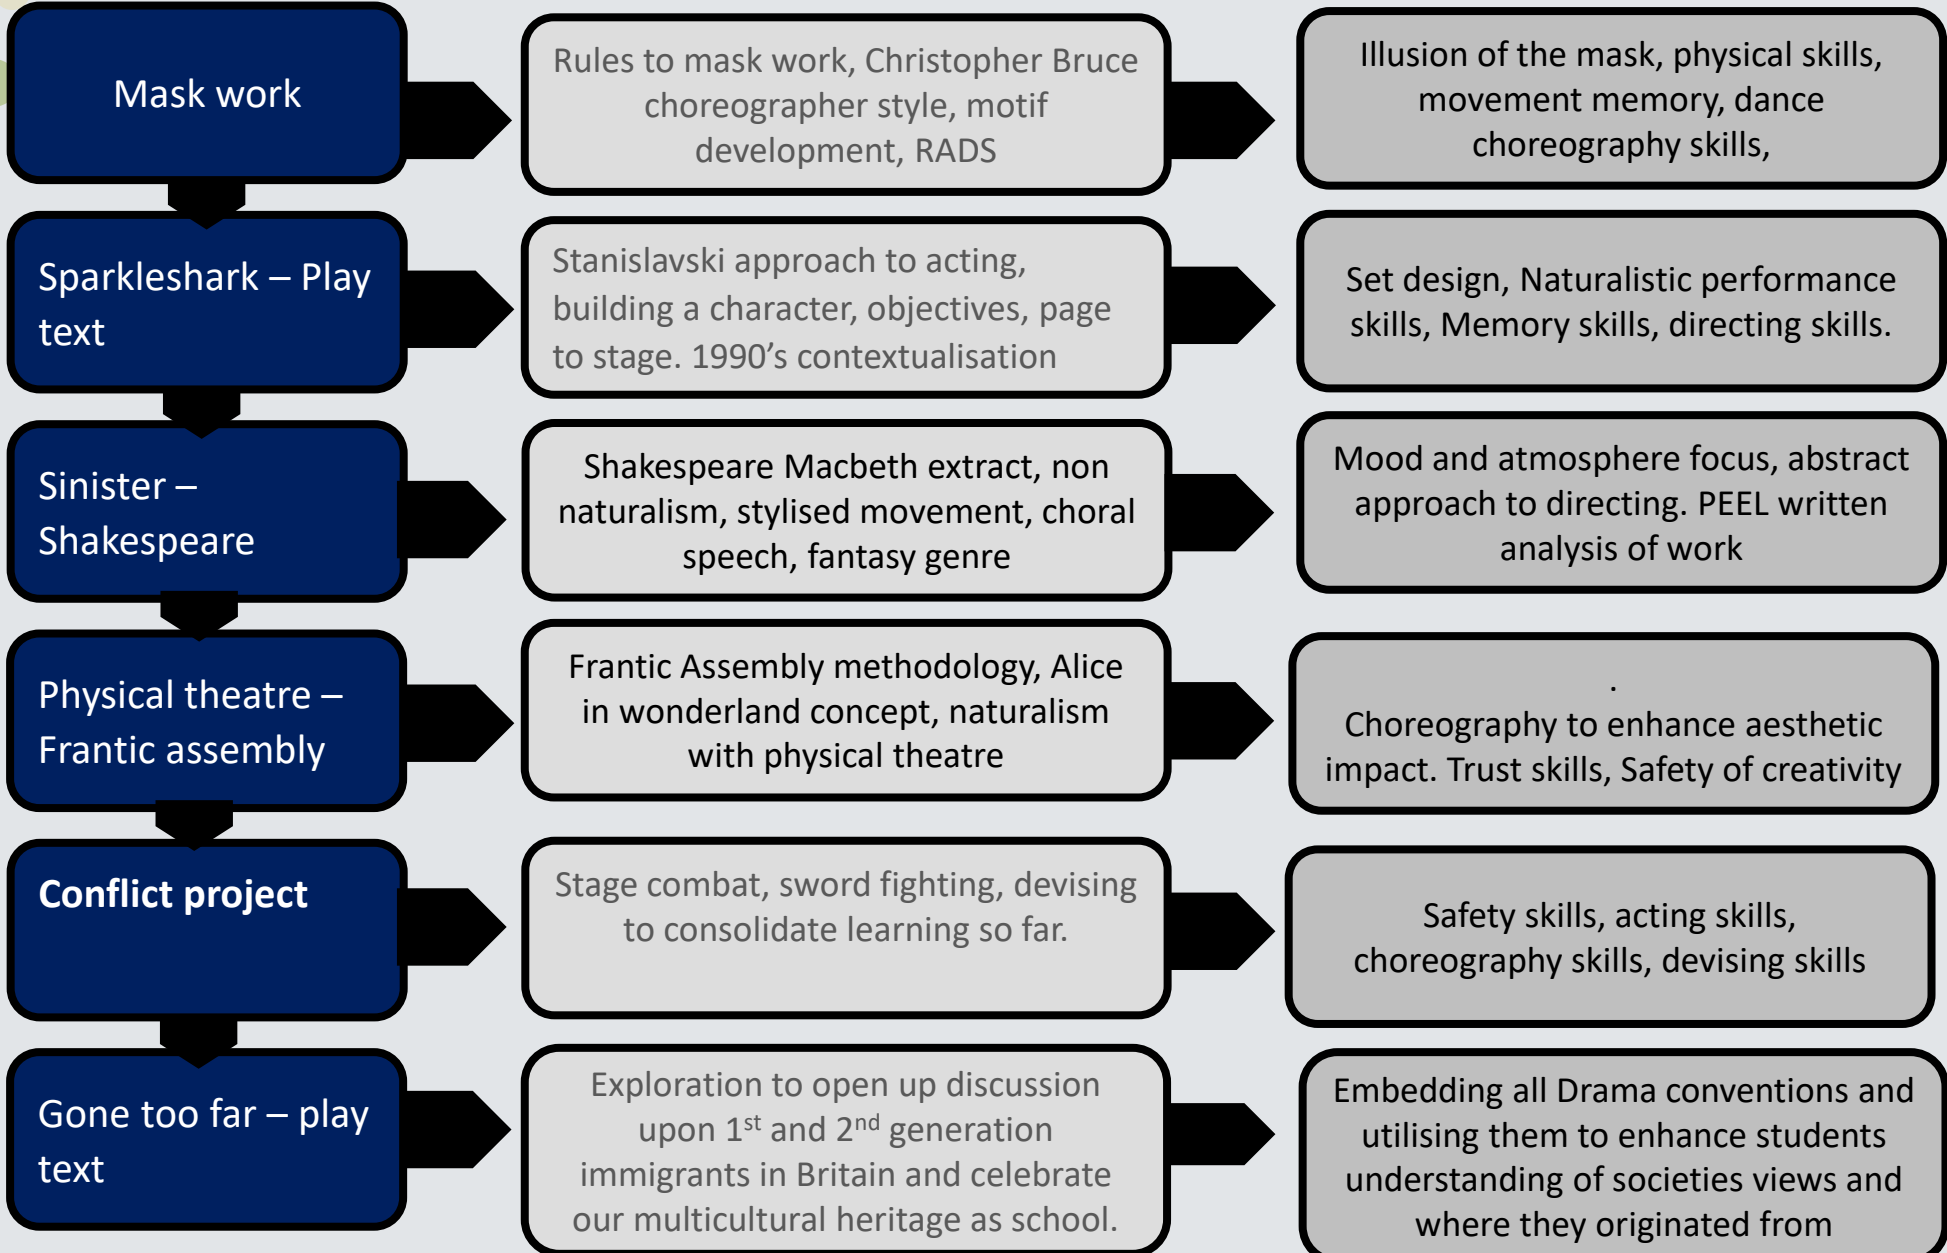 Mask work
Rules to mask work, Christopher Bruce
choreographer style, motif
development, RADS
Illusion of the mask, physical skills,
movement memory, dance
choreography skills,
Sparkleshark – Play
text
Stanislavski approach to acting,
building a character, objectives, page
to stage. 1990’s contextualisation
Set design, Naturalistic performance
skills, Memory skills, directing skills.
Sinister –
Shakespeare
Shakespeare Macbeth extract, non
naturalism, stylised movement, choral
speech, fantasy genre
Mood and atmosphere focus, abstract
approach to directing. PEEL written
analysis of work
Physical theatre –
Frantic assembly
Frantic Assembly methodology, Alice
in wonderland concept, naturalism
with physical theatre
.
Choreography to enhance aesthetic
impact. Trust skills, Safety of creativity
Conflict project
Stage combat, sword fighting, devising
to consolidate learning so far.
Safety skills, acting skills,
choreography skills, devising skills
Gone too far – play
text
Exploration to open up discussion
upon 1st and 2nd generation
immigrants in Britain and celebrate
our multicultural heritage as school.
Embedding all Drama conventions and
utilising them to enhance students
understanding of societies views and
where they originated from